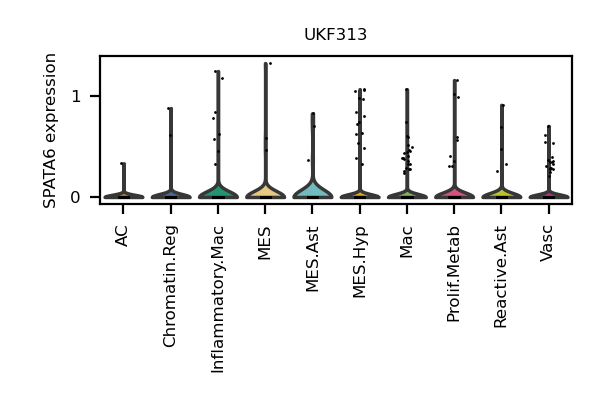 UKF313
SPATA6 expression
1
0
AC
Chromatin.Reg
Inflammatory.Mac
MES
MES.Ast
MES.Hyp
Mac
Prolif.Metab
Reactive.Ast
Vasc